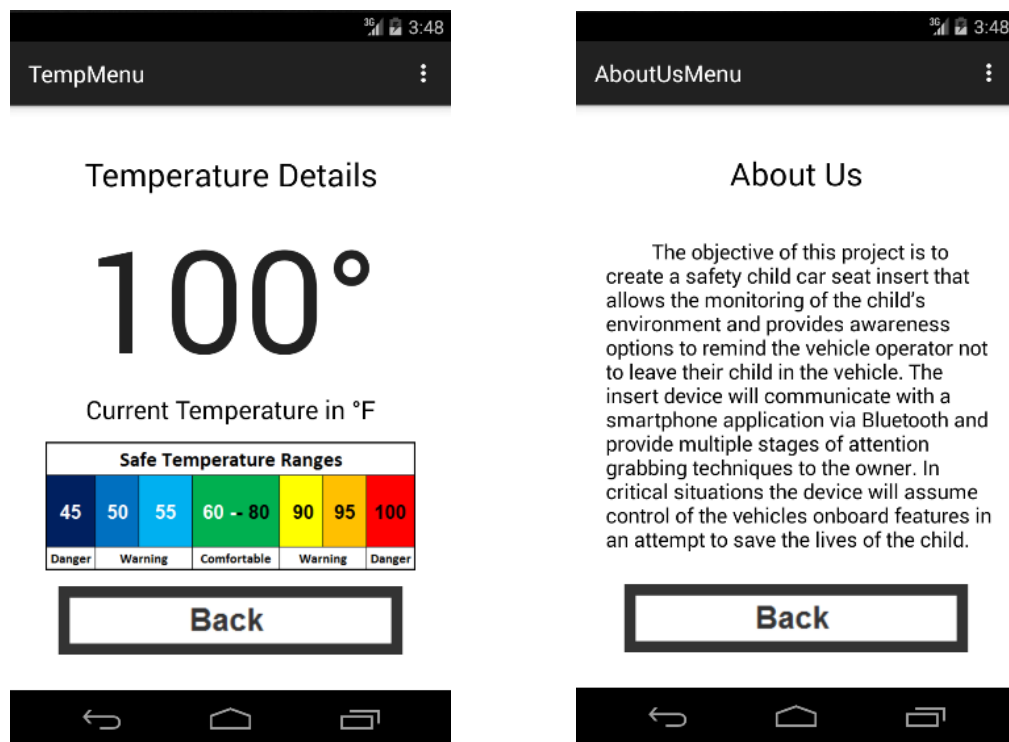 3G 3:48
TempMenu
Temperature Details
100°
Current Temperature in °F
Safe Temperature Ranges
45 50 55 60 -- 80 90 95 100
Danger Warning Comfortable Warning Danger
Back
3G 3:48
AboutUsMenu
About Us
The objective of this project is to
create a safety child car seat insert that
allows the monitoring of the child's
environment and provides awareness
options to remind the vehicle operator not
to leave their child in the vehicle. The
insert device will communicate with a
smartphone application via Bluetooth and
provide multiple stages of attention
grabbing techniques to the owner. In
critical situations the device will assume
control of the vehicles onboard features in
an attempt to save the lives of the child.
Back